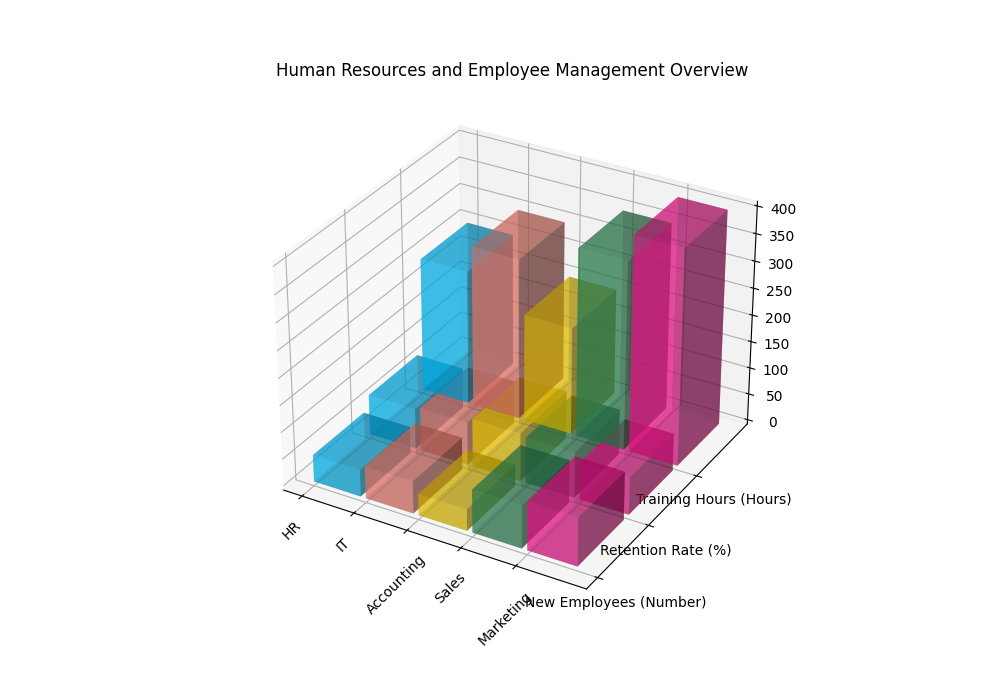 Human Resources and Employee Management Overview
400
350
300
250
200
150
100
50
0
HR
IT
Accounting
Sales
Marketing
Training Hours (Hours)
Retention Rate (%)
New Employees (Number)